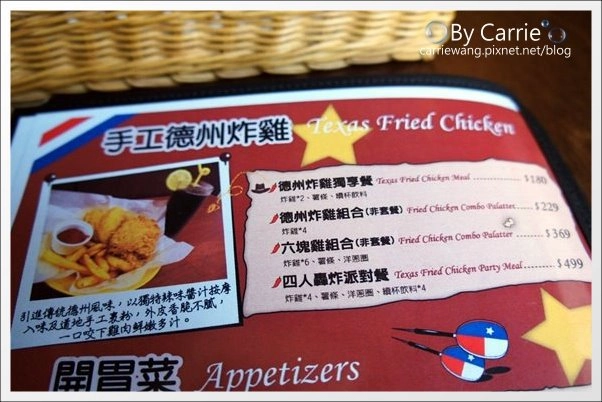 By Carrie
carriewang.pixnet.net/blog
手工德州炸雞 Texas Fried Chicken
德州炸雞獨享餐 Texas Fried Chicken Meal $180
炸雞*2、薯條、續杯飲料
德州炸雞組合(非套餐) Fried Chicken Combo Palatter $229
炸雞*4
六塊雞組合(非套餐) Fried Chicken Combo Palatter $369
炸雞*6、薯條、洋蔥圈
四人轟炸派對餐 Texas Fried Chicken Party Meal $499
炸雞*4、薯條、洋蔥圈、續杯飲料*4
引進傳統德州風味，以獨特辣味醬汁按摩
入味及道地手工裹粉，外皮香脆不膩，
一口咬下雞肉鮮嫩多汁。
開胃菜 Appetizers